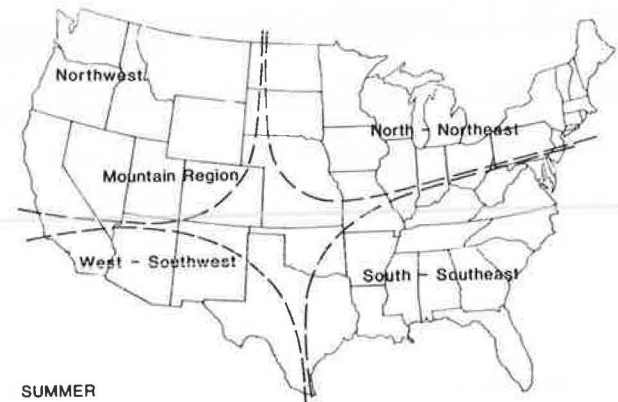 Northwest
North - Northeast
Mountain Region
West - Southwest
South - Southeast
SUMMER